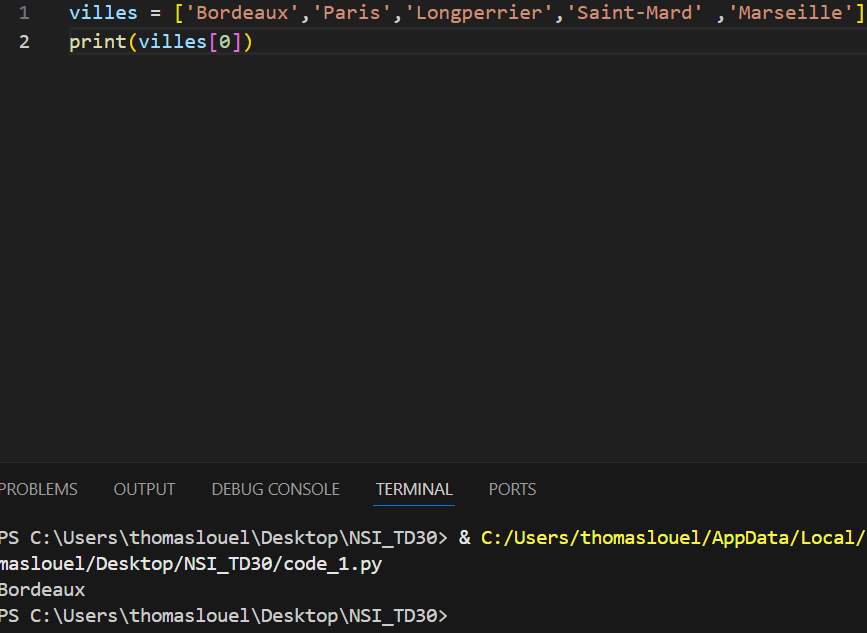 1 villes = ['Bordeaux','Paris','Longperrier','Saint-Mard' ,'Marseille']
2 print(villes[0])
PROBLEMS OUTPUT DEBUG CONSOLE TERMINAL PORTS
PS C:\Users\thomaslouel\Desktop\NSI_TD30> & C:/Users/thomaslouel/AppData/Local/
maslouel/Desktop/NSI_TD30/code_1.py
Bordeaux
PS C:\Users\thomaslouel\Desktop\NSI_TD30>